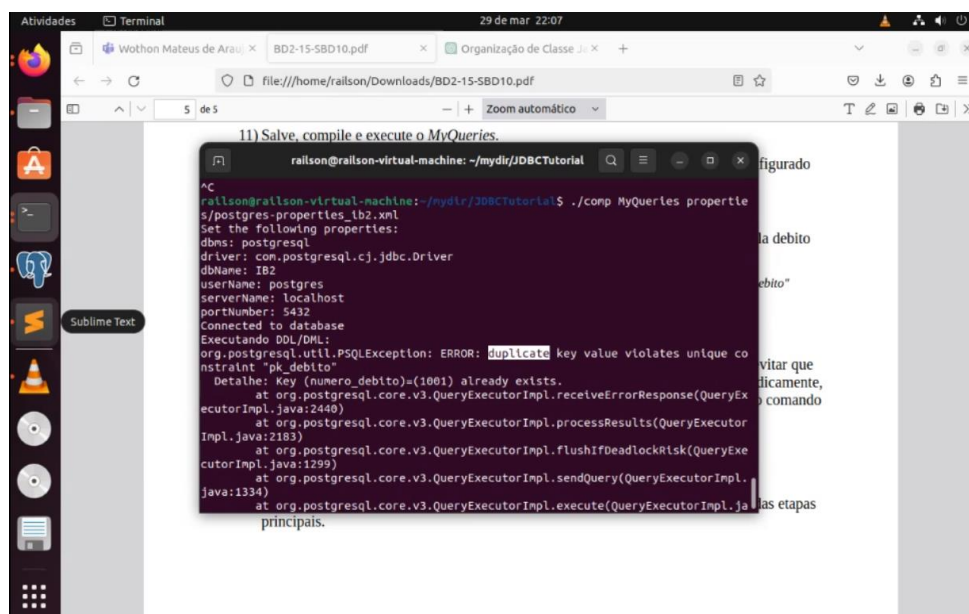 Atividades Terminal 29 de mar 22:07
Wothon Mateus de Arauj × BD2-15-SBD10.pdf × Organização de Classe Ja × +
file:///home/railson/Downloads/BD2-15-SBD10.pdf
5 de 5 — + Zoom automático
11) Salve, compile e execute o MyQueries.
railson@railson-virtual-machine: ~/mydir/JDBCTutorial
figurado
^C
railson@railson-virtual-machine:~/mydir/JDBCTutorial$ ./comp MyQueries propertie
s/postgres-properties_ib2.xml
Set the following properties:
dbms: postgresql
la debito
driver: com.postgresql.cj.jdbc.Driver
dbName: IB2
userName: postgres
ebito"
serverName: localhost
portNumber: 5432
Sublime Text
Connected to database
Executando DDL/DML:
org.postgresql.util.PSQLException: ERROR: duplicate key value violates unique co
nstraint "pk_debito"
vitar que
Detalhe: Key (numero_debito)=(1001) already exists.
dicamente,
at org.postgresql.core.v3.QueryExecutorImpl.receiveErrorResponse(QueryEx
ecutorImpl.java:2440)
o comando
at org.postgresql.core.v3.QueryExecutorImpl.processResults(QueryExecutor
Impl.java:2183)
at org.postgresql.core.v3.QueryExecutorImpl.flushIfDeadlockRisk(QueryExe
cutorImpl.java:1299)
at org.postgresql.core.v3.QueryExecutorImpl.sendQuery(QueryExecutorImpl.
java:1334)
at org.postgresql.core.v3.QueryExecutorImpl.execute(QueryExecutorImpl.ja
las etapas
principais.